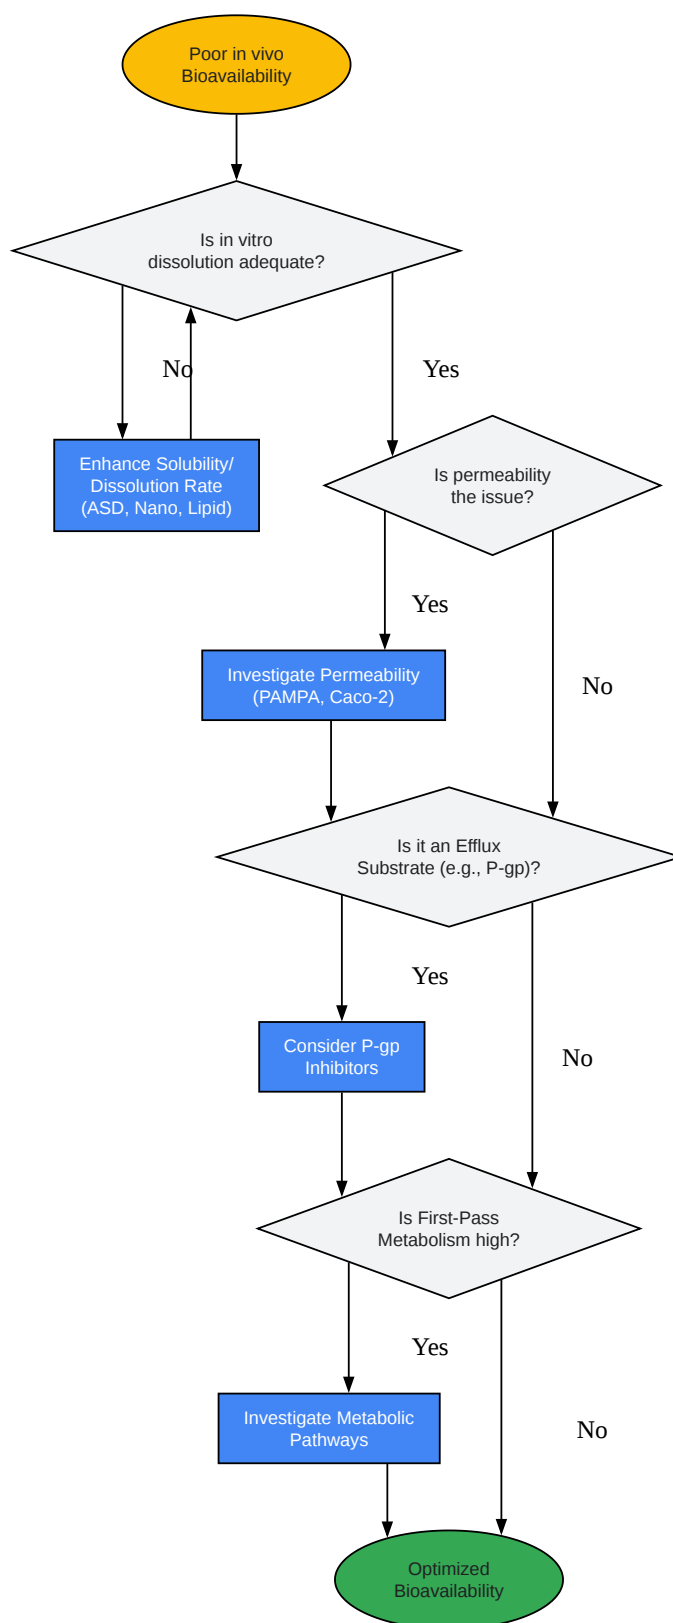 Poor in vivo
Bioavailability
Is in vitro
dissolution adequate?
No
Yes
Enhance Solubility/
Dissolution Rate
(ASD, Nano, Lipid)
Is permeability
the issue?
Yes
No
Investigate Permeability
(PAMPA, Caco-2)
Is it an Efflux
Substrate (e.g., P-gp)?
Yes
No
Consider P-gp
Inhibitors
Is First-Pass
Metabolism high?
Yes
No
Investigate Metabolic
Pathways
Optimized
Bioavailability